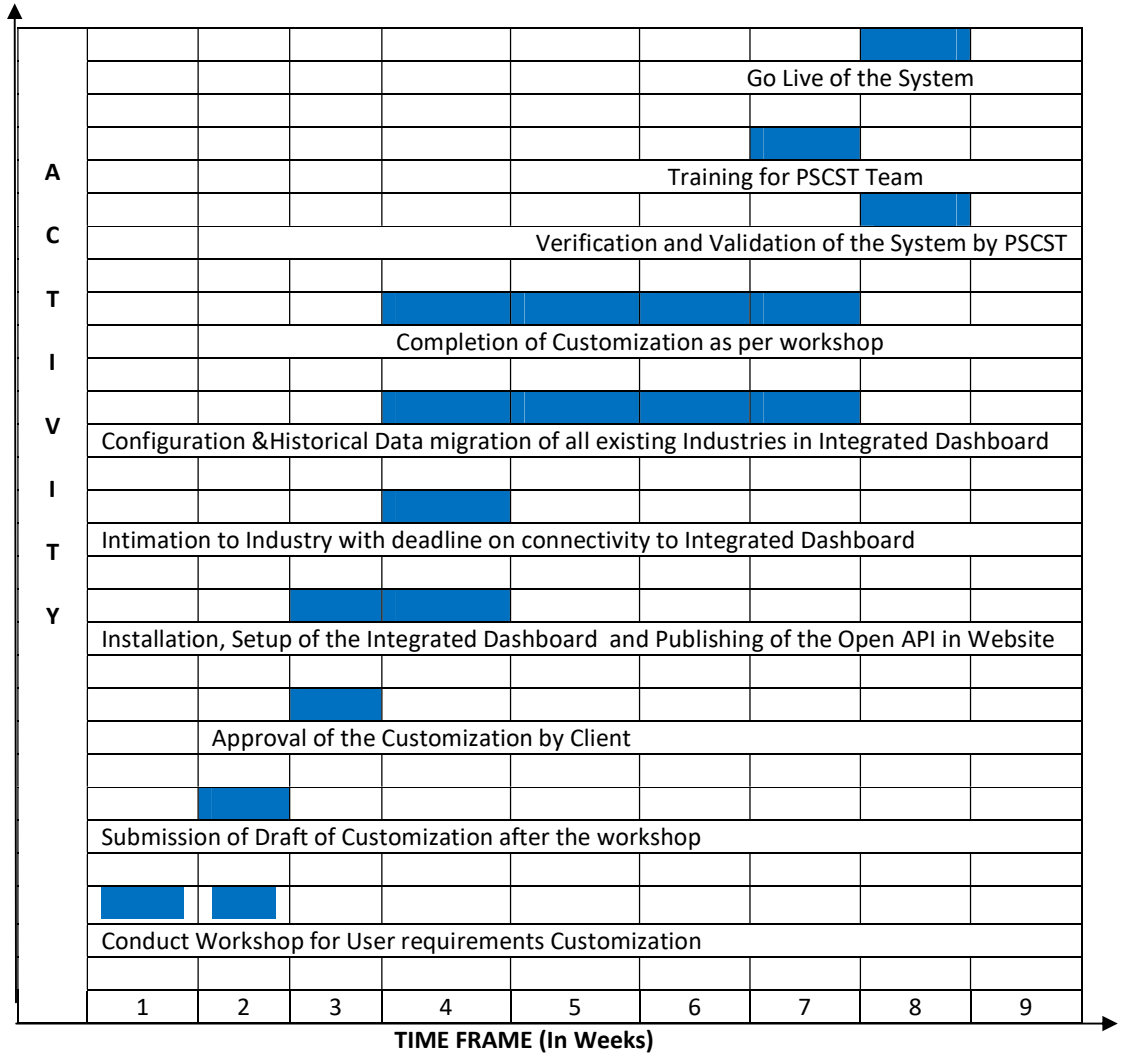 Go Live of the System
Training for PSCST Team
Verification and Validation of the System by PSCST
Completion of Customization as per workshop
Configuration &Historical Data migration of all existing Industries in Integrated Dashboard
Intimation to Industry with deadline on connectivity to Integrated Dashboard
Installation, Setup of the Integrated Dashboard  and Publishing of the Open API in Website
Approval of the Customization by Client
Submission of Draft of Customization after the workshop
Conduct Workshop for User requirements Customization
A
C
T
I
V
I
T
Y
1 2 3 4 5 6 7 8 9
TIME FRAME (In Weeks)